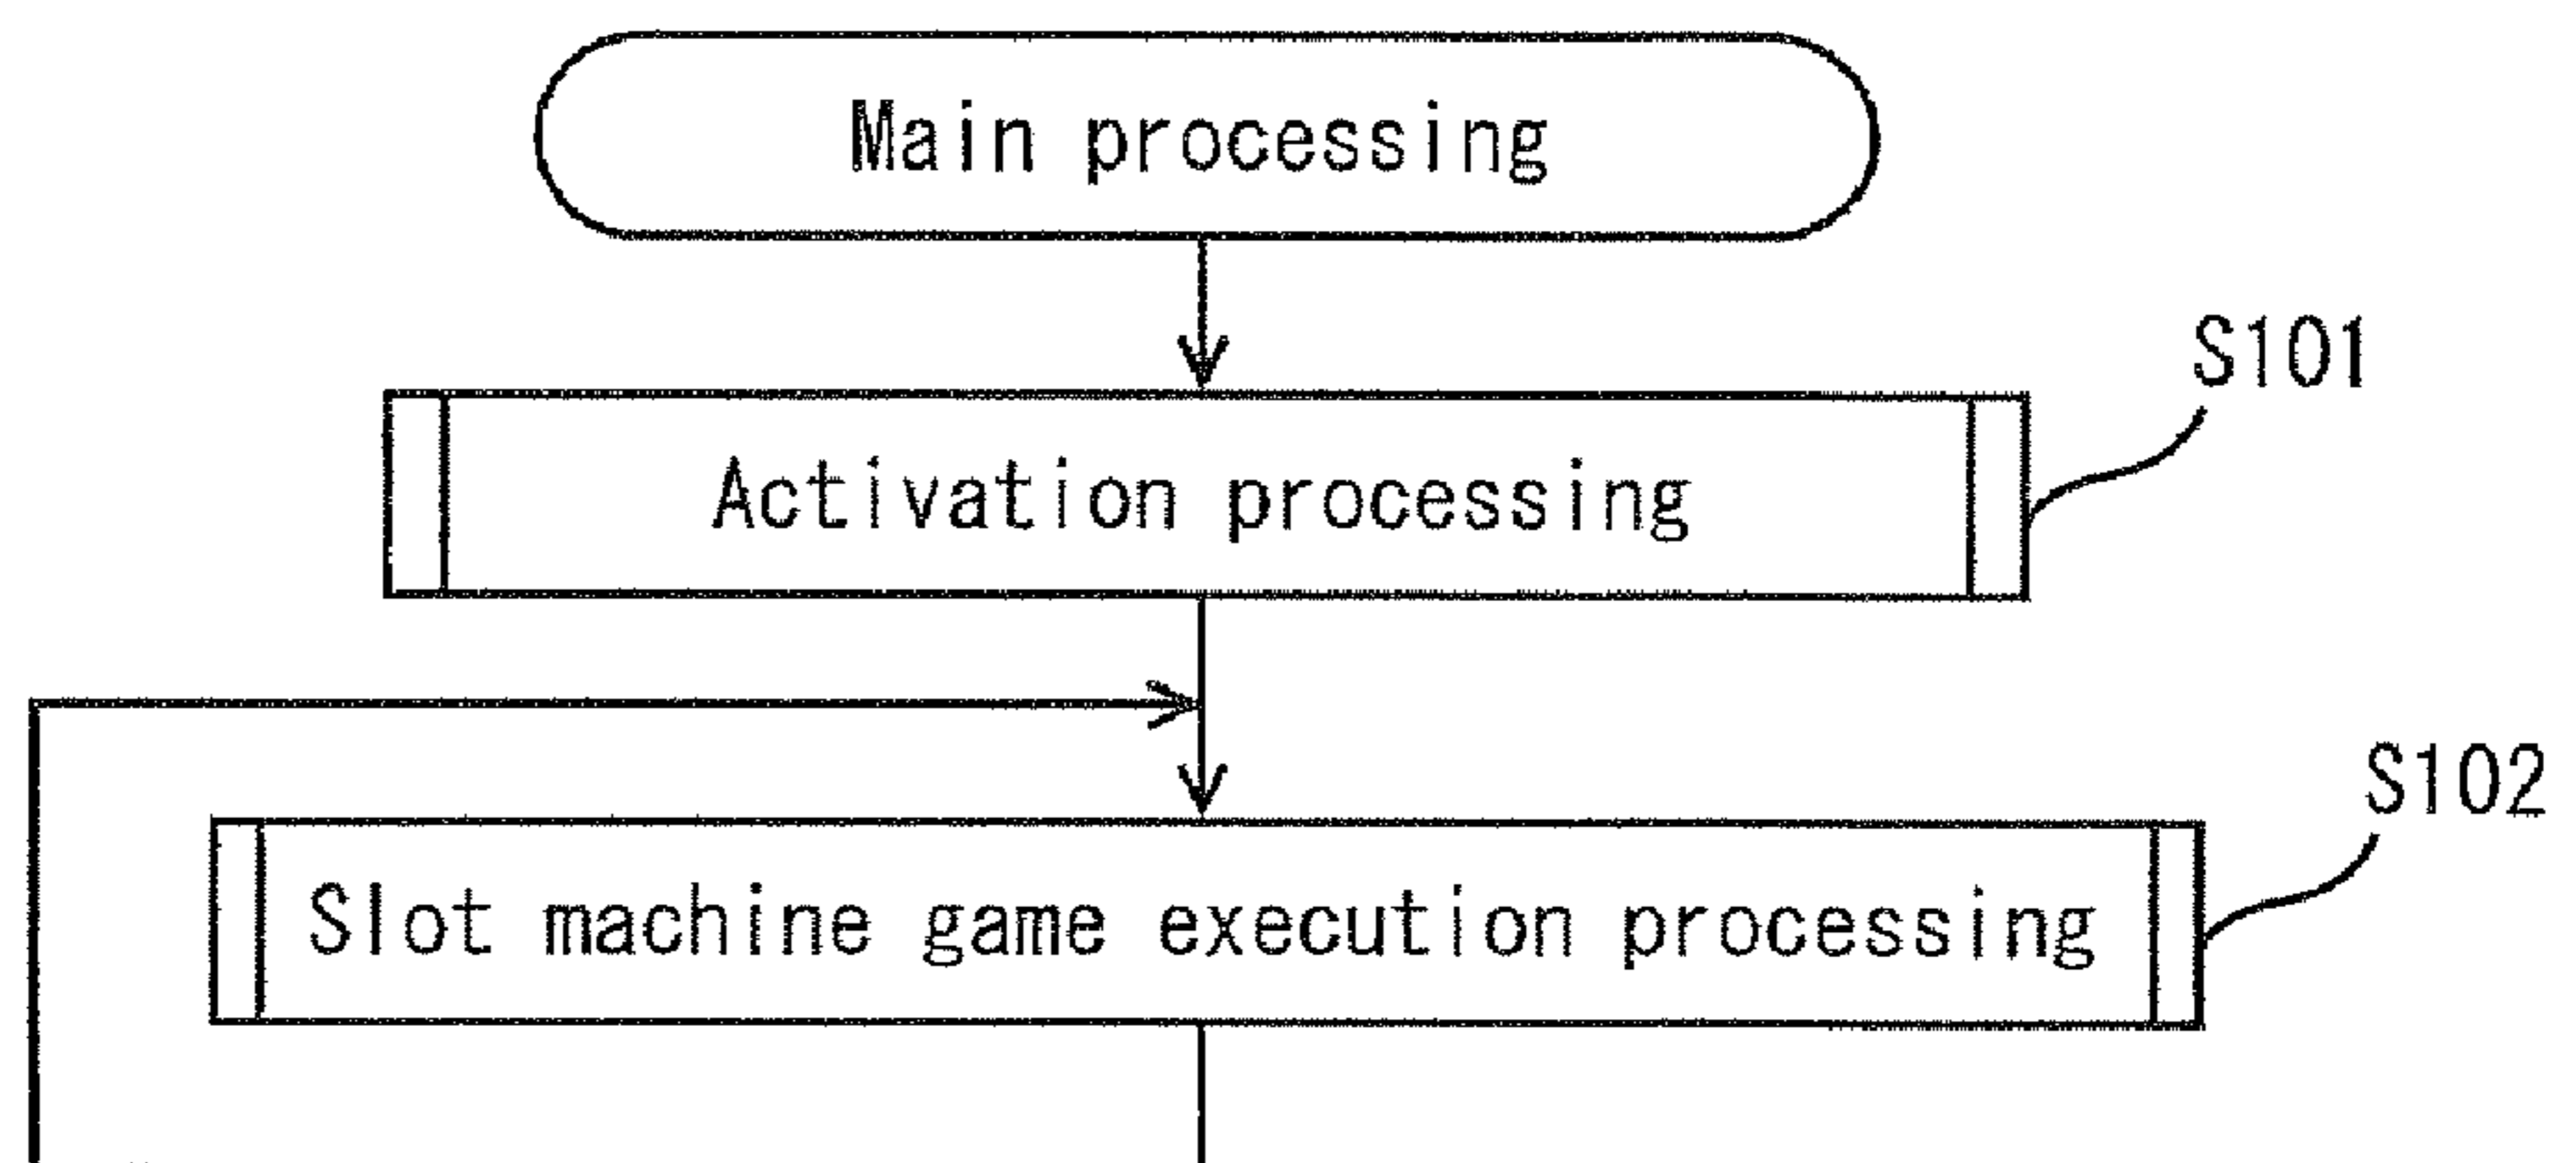 Main processing
S101
Activation processing
S102
Slot machine game execution processing